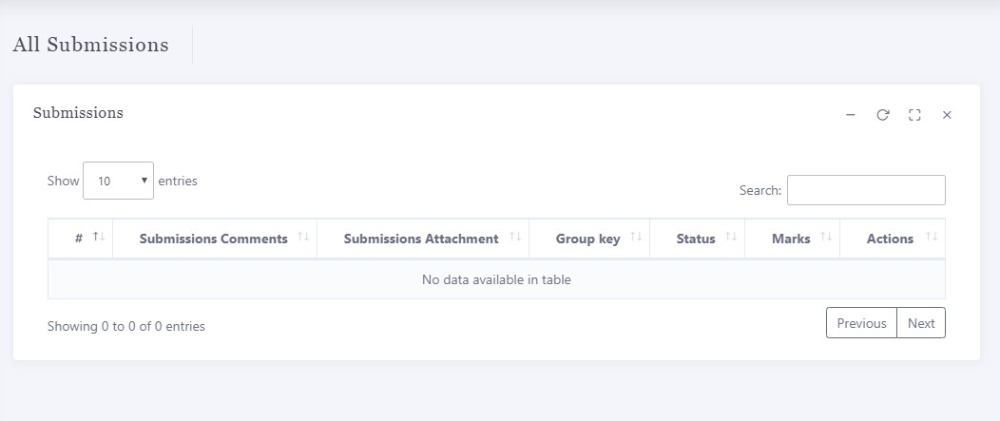 All Submissions
Submissions
Show 10 entries
Search:
# Submissions Comments Submissions Attachment Group key Status Marks Actions
No data available in table
Showing 0 to 0 of 0 entries
Previous Next